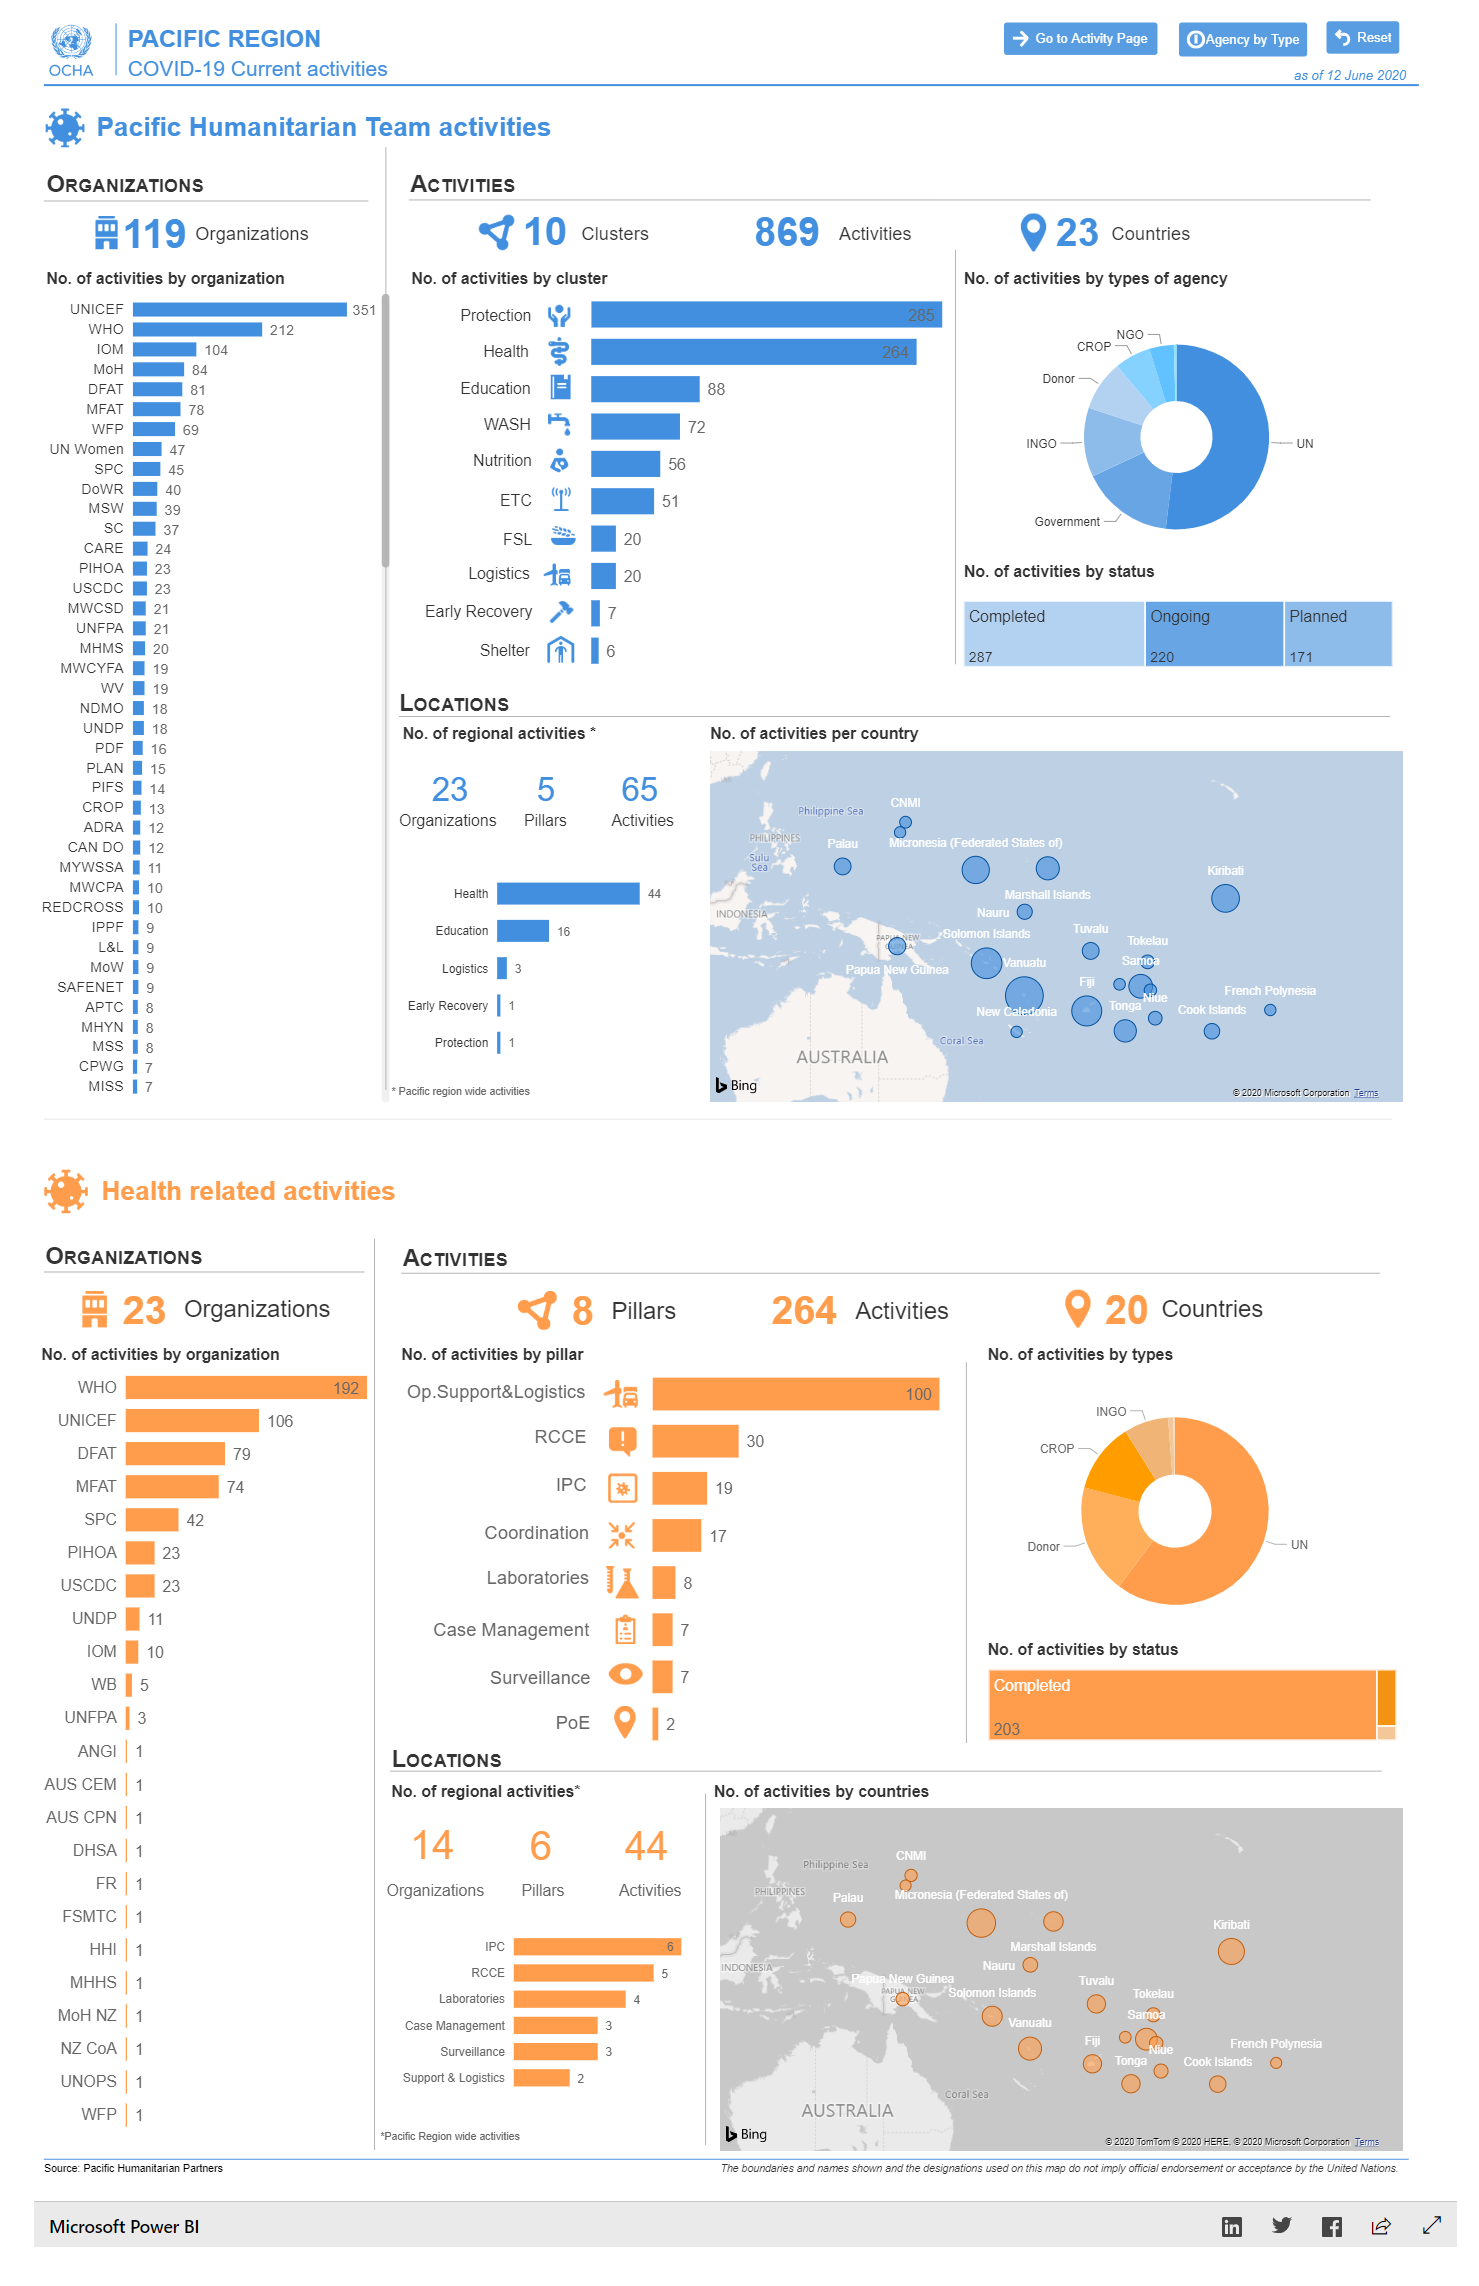 PACIFIC REGION
COVID-19 Current activities
OCHA
Go to Activity Page
Agency by Type
Reset
as of 12 June 2020
Pacific Humanitarian Team activities
ORGANIZATIONS
119 Organizations
No. of activities by organization
UNICEF 351
WHO 212
IOM 104
MoH 84
DFAT 81
MFAT 78
WFP 69
UN Women 47
SPC 45
DoWR 40
MSW 39
SC 37
CARE 24
PIHOA 23
USCDC 23
MWCSD 21
UNFPA 21
MHMS 20
MWCYFA 19
WV 19
NDMO 18
UNDP 18
PDF 16
PLAN 15
PIFS 14
CROP 13
ADRA 12
CAN DO 12
MYWSSA 11
MWCPA 10
REDCROSS 10
IPPF 9
L&L 9
MoW 9
SAFENET 9
APTC 8
MHYN 8
MSS 8
CPWG 7
MISS 7
ACTIVITIES
10 Clusters
869 Activities
23 Countries
No. of activities by cluster
Protection 285
Health 264
Education 88
WASH 72
Nutrition 56
ETC 51
FSL 20
Logistics 20
Early Recovery 7
Shelter 6
No. of activities by types of agency
NGO
CROP
Donor
INGO
UN
Government
No. of activities by status
Completed
287
Ongoing
220
Planned
171
LOCATIONS
No. of regional activities *
23 5 65
Organizations Pillars Activities
Health 44
Education 16
Logistics 3
Early Recovery 1
Protection 1
* Pacific region wide activities
No. of activities per country
CNMI
Philippine Sea
PHILIPPINES
Palau
Micronesia (Federated States of)
Sulu
Sea
Kiribati
Marshall Islands
INDONESIA
Nauru
Tuvalu
Solomon Islands
PAPUA NEW
GUINEA
Tokelau
Samoa
Papua New Guinea
Vanuatu
Fiji
Niue
French Polynesia
New Caledonia
Tonga
Cook Islands
Coral Sea
AUSTRALIA
Bing
© 2020 Microsoft Corporation Terms
Health related activities
ORGANIZATIONS
23 Organizations
No. of activities by organization
WHO 192
UNICEF 106
DFAT 79
MFAT 74
SPC 42
PIHOA 23
USCDC 23
UNDP 11
IOM 10
WB 5
UNFPA 3
ANGI 1
AUS CEM 1
AUS CPN 1
DHSA 1
FR 1
FSMTC 1
HHI 1
MHHS 1
MoH NZ 1
NZ CoA 1
UNOPS 1
WFP 1
ACTIVITIES
8 Pillars
264 Activities
20 Countries
No. of activities by pillar
Op.Support&Logistics 100
RCCE 30
IPC 19
Coordination 17
Laboratories 8
Case Management 7
Surveillance 7
PoE 2
No. of activities by types
INGO
CROP
Donor
UN
No. of activities by status
Completed
203
LOCATIONS
No. of regional activities*
14 6 44
Organizations Pillars Activities
IPC 6
RCCE 5
Laboratories 4
Case Management 3
Surveillance 3
Support & Logistics 2
*Pacific Region wide activities
No. of activities by countries
CNMI
Philippine Sea
PHILIPPINES
Palau
Micronesia (Federated States of)
Kiribati
Marshall Islands
INDONESIA
Nauru
Papua New Guinea
Tuvalu
PAPUA NEW
GUINEA
Solomon Islands
Tokelau
Samoa
Vanuatu
Fiji
Niue
French Polynesia
Tonga
Cook Islands
Coral Sea
AUSTRALIA
Bing
© 2020 TomTom © 2020 HERE, © 2020 Microsoft Corporation Terms
Source: Pacific Humanitarian Partners
The boundaries and names shown and the designations used on this map do not imply official endorsement or acceptance by the United Nations.
Microsoft Power BI